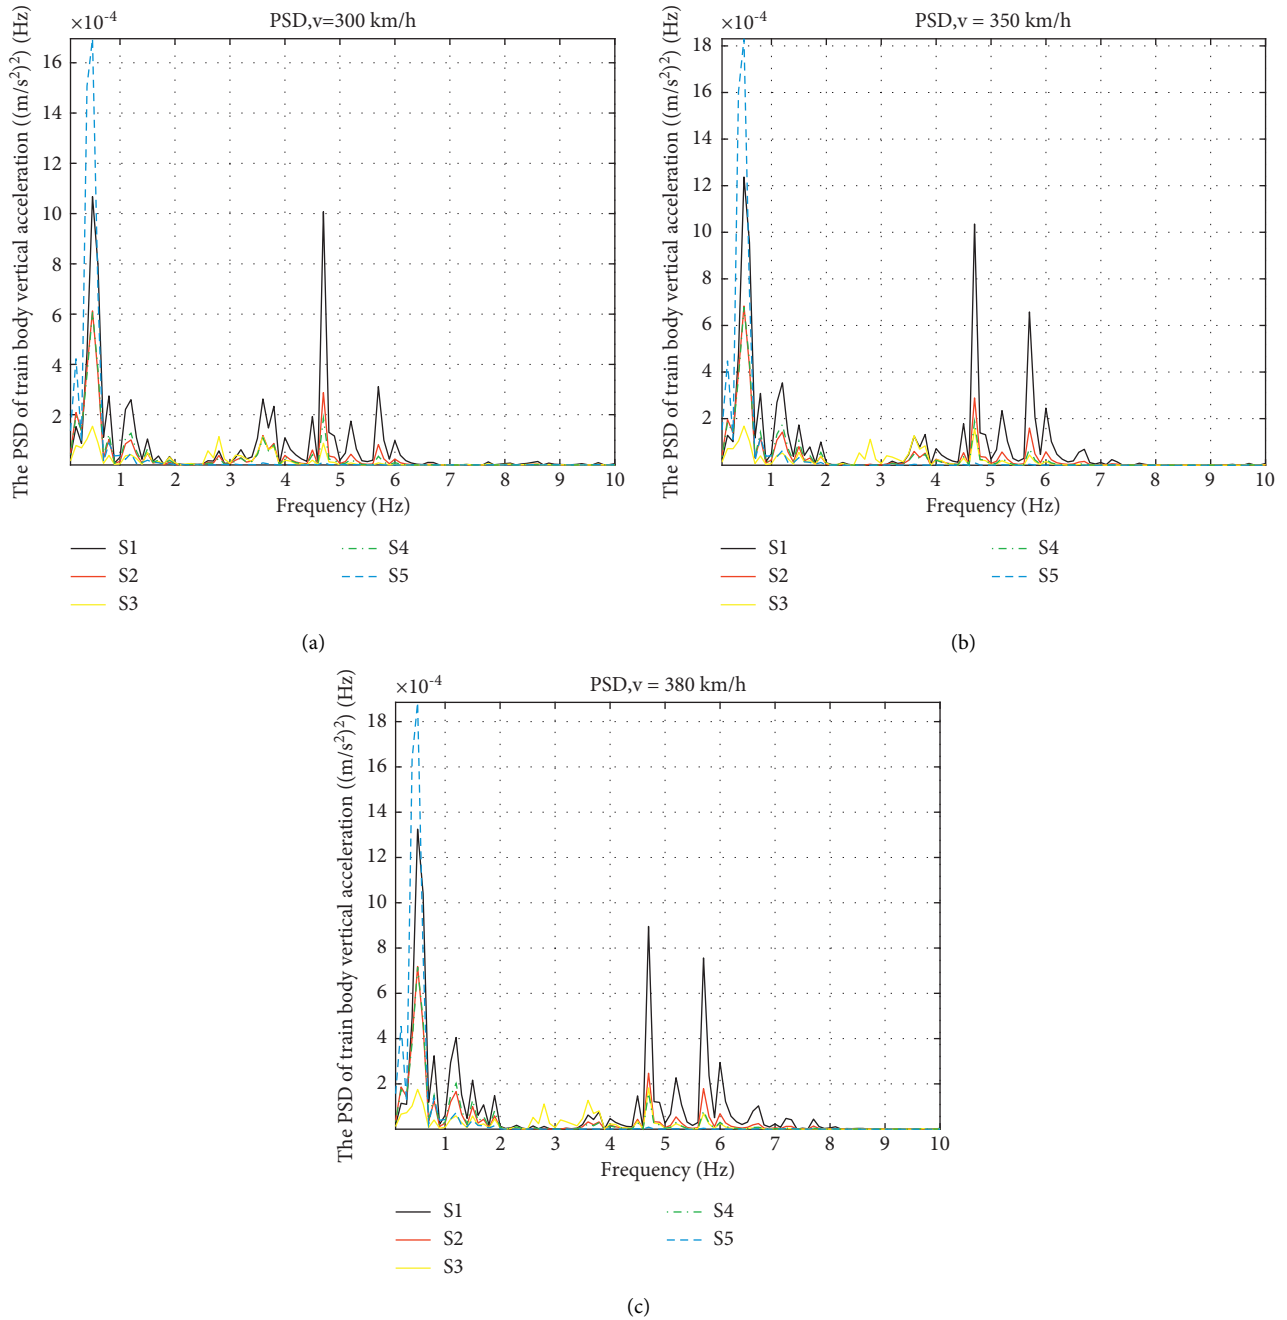 PSD,v=300 km/h
×10-4
The PSD of train body vertical acceleration ((m/s2)2) (Hz)
16
14
12
10
8
6
4
2
1 2 3 4 5 6 7 8 9 10
Frequency (Hz)
S1 S4
S2 S5
S3
(a)
PSD,v = 350 km/h
×10-4
The PSD of train body vertical acceleration ((m/s2)2) (Hz)
18
16
14
12
10
8
6
4
2
1 2 3 4 5 6 7 8 9 10
Frequency (Hz)
S1 S4
S2 S5
S3
(b)
PSD,v = 380 km/h
×10-4
The PSD of train body vertical acceleration ((m/s2)2) (Hz)
18
16
14
12
10
8
6
4
2
1 2 3 4 5 6 7 8 9 10
Frequency (Hz)
S1 S4
S2 S5
S3
(c)